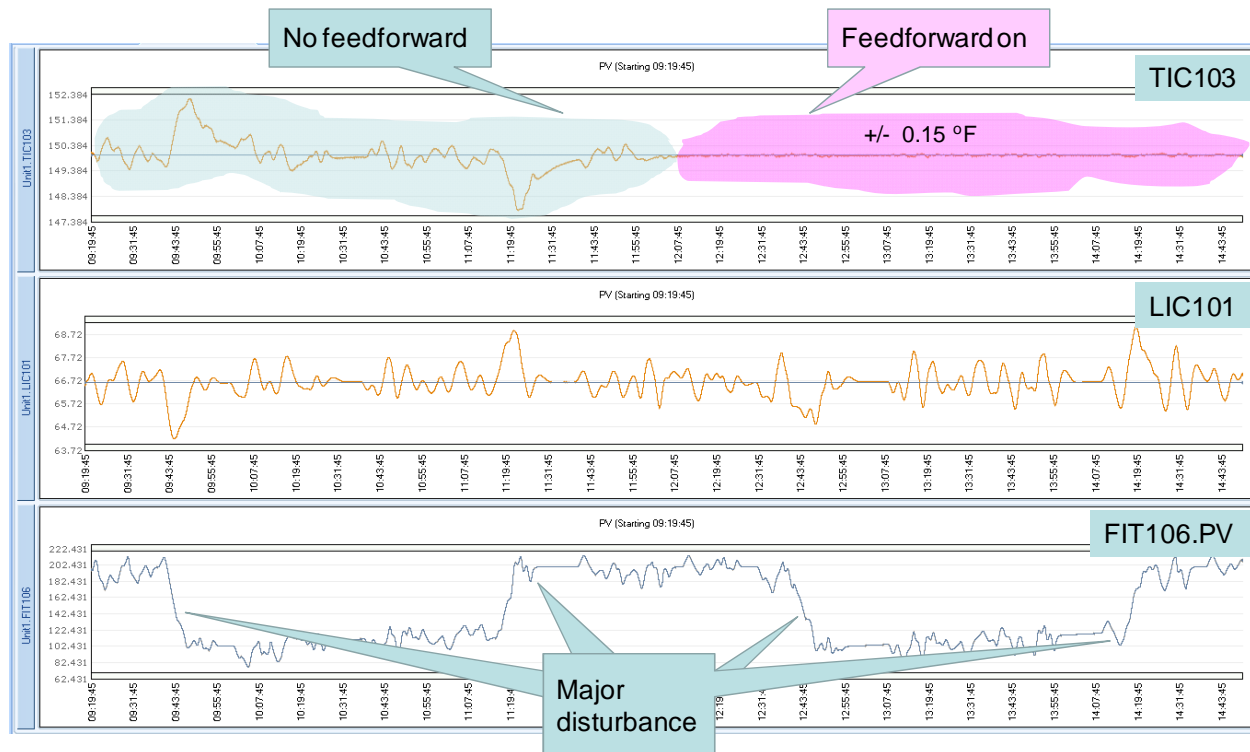 No feedforward
Feedforward on
PV (Starting 09:19:45)
TIC103
Unit1.TIC103
152.384
151.384
150.384
149.384
148.384
147.384
+/- 0.15 °F
09:19:45 09:31:45 09:43:45 09:55:45 10:07:45 10:19:45 10:31:45 10:43:45 10:55:45 11:07:45 11:19:45 11:31:45 11:43:45 11:55:45 12:07:45 12:19:45 12:31:45 12:43:45 12:55:45 13:07:45 13:19:45 13:31:45 13:43:45 13:55:45 14:07:45 14:19:45 14:31:45 14:43:45
PV (Starting 09:19:45)
LIC101
Unit1.LIC101
68.72
67.72
66.72
65.72
64.72
63.72
09:19:45 09:31:45 09:43:45 09:55:45 10:07:45 10:19:45 10:31:45 10:43:45 10:55:45 11:07:45 11:19:45 11:31:45 11:43:45 11:55:45 12:07:45 12:19:45 12:31:45 12:43:45 12:55:45 13:07:45 13:19:45 13:31:45 13:43:45 13:55:45 14:07:45 14:19:45 14:31:45 14:43:45
PV (Starting 09:19:45)
FIT106.PV
Unit1.FIT106
222.431
202.431
182.431
162.431
142.431
122.431
102.431
82.431
62.431
09:19:45 09:31:45 09:43:45 09:55:45 10:07:45 10:19:45 10:31:45 10:43:45 10:55:45 11:07:45 11:19 12:19:45 12:31:45 12:43:45 12:55:45 13:07:45 13:19:45 13:31:45 13:43:45 13:55:45 14:07:45 14:19:45 14:31:45 14:43:45
Major
disturbance